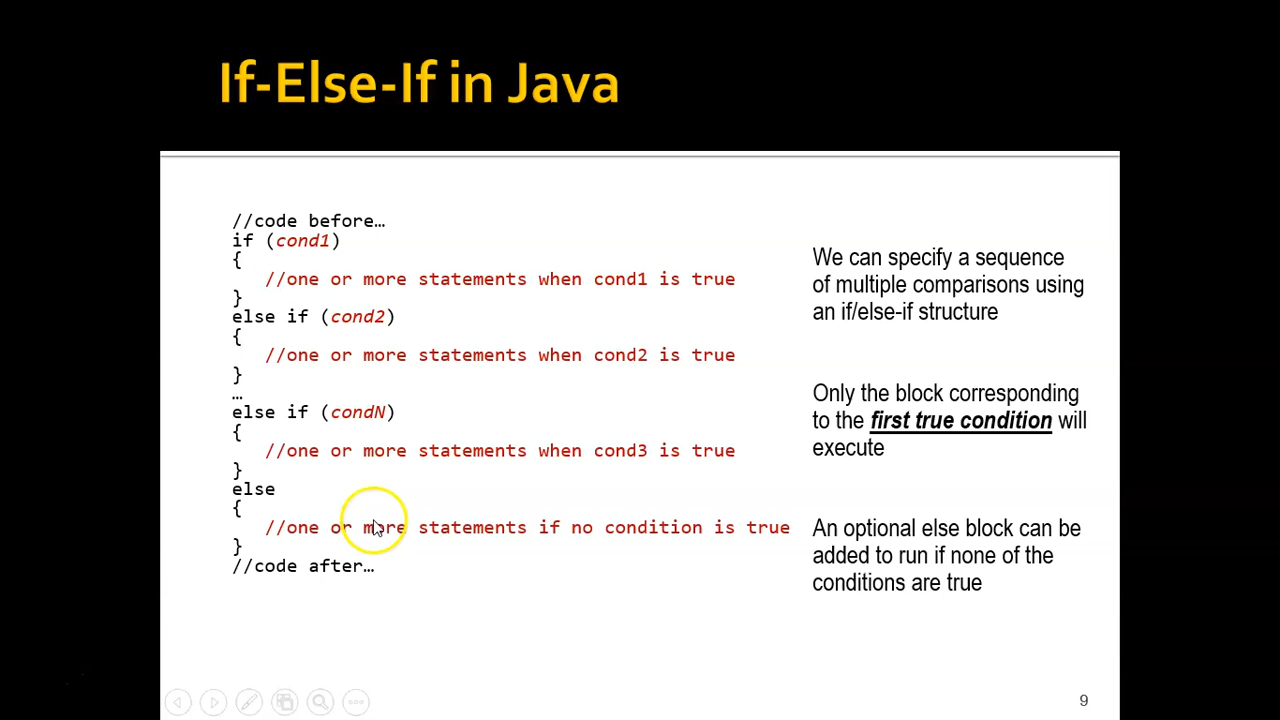 If-Else-If in Java
//code before…
if (cond1)
{
//one or more statements when cond1 is true
}
else if (cond2)
{
//one or more statements when cond2 is true
}
…
else if (condN)
{
//one or more statements when cond3 is true
}
else
{
//one or more statements if no condition is true
}
//code after…
We can specify a sequence
of multiple comparisons using
an if/else-if structure
Only the block corresponding
to the first true condition will
execute
An optional else block can be
added to run if none of the
conditions are true
9